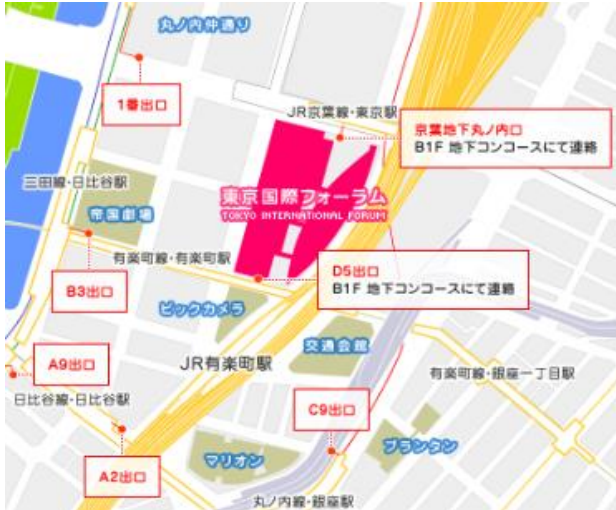 丸ノ内仲通り
1番出口
JR京葉線・東京駅
京葉地下丸ノ内口
B1F 地下コンコースにて連絡
三田線・日比谷駅
東京国際フォーラム
TOKYO INTERNATIONAL FORUM
帝国劇場
有楽町線・有楽町駅
D5出口
B1F 地下コンコースにて連絡
B3出口
ビックカメラ
交通会館
A9出口
JR有楽町駅
有楽町線・銀座一丁目駅
日比谷線・日比谷駅
C9出口
マリオン
プランタン
A2出口
丸ノ内線・銀座駅